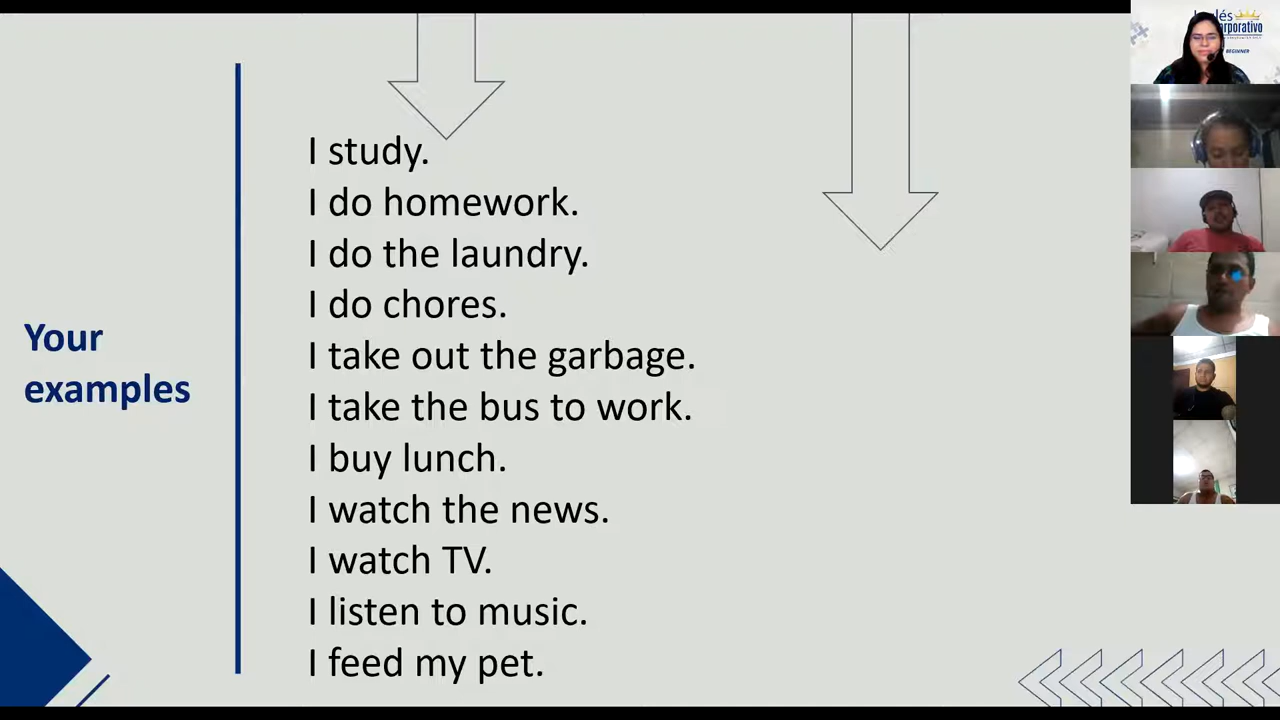 Your
examples
I study.
I do homework.
I do the laundry.
I do chores.
I take out the garbage.
I take the bus to work.
I buy lunch.
I watch the news.
I watch TV.
I listen to music.
I feed my pet.
BEGINNER